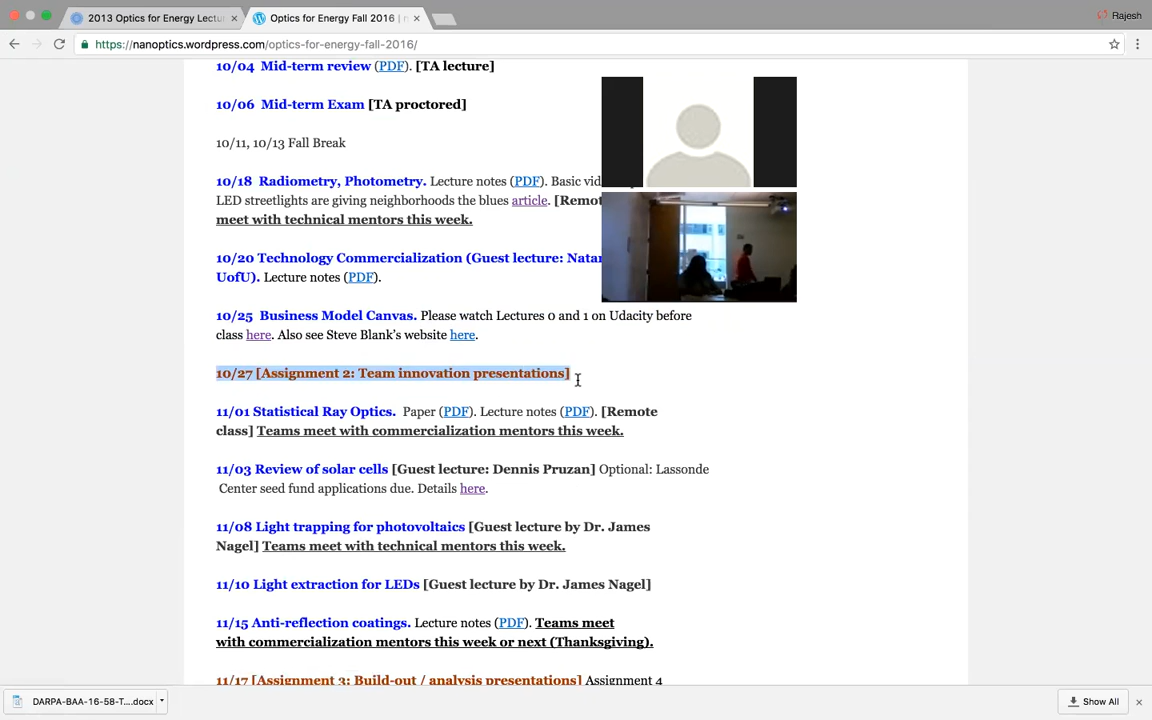 2013 Optics for Energy Lectu
Optics for Energy Fall 2016 | n
Rajesh
https://nanoptics.wordpress.com/optics-for-energy-fall-2016/
10/04 Mid-term review (PDF). [TA lecture]
10/06 Mid-term Exam [TA proctored]
10/11, 10/13 Fall Break
10/18 Radiometry, Photometry. Lecture notes (PDF). Basic vid
LED streetlights are giving neighborhoods the blues article. [Remo
meet with technical mentors this week.
10/20 Technology Commercialization (Guest lecture: Natar
UofU). Lecture notes (PDF).
10/25 Business Model Canvas. Please watch Lectures 0 and 1 on Udacity before
class here. Also see Steve Blank's website here.
10/27 [Assignment 2: Team innovation presentations]
11/01 Statistical Ray Optics. Paper (PDF). Lecture notes (PDF). [Remote
class] Teams meet with commercialization mentors this week.
11/03 Review of solar cells [Guest lecture: Dennis Pruzan] Optional: Lassonde
Center seed fund applications due. Details here.
11/08 Light trapping for photovoltaics [Guest lecture by Dr. James
Nagel] Teams meet with technical mentors this week.
11/10 Light extraction for LEDs [Guest lecture by Dr. James Nagel]
11/15 Anti-reflection coatings. Lecture notes (PDF). Teams meet
with commercialization mentors this week or next (Thanksgiving).
11/17 [Assignment 3: Build-out / analysis presentations] Assignment 4
DARPA-BAA-16-58-T....docx
Show All